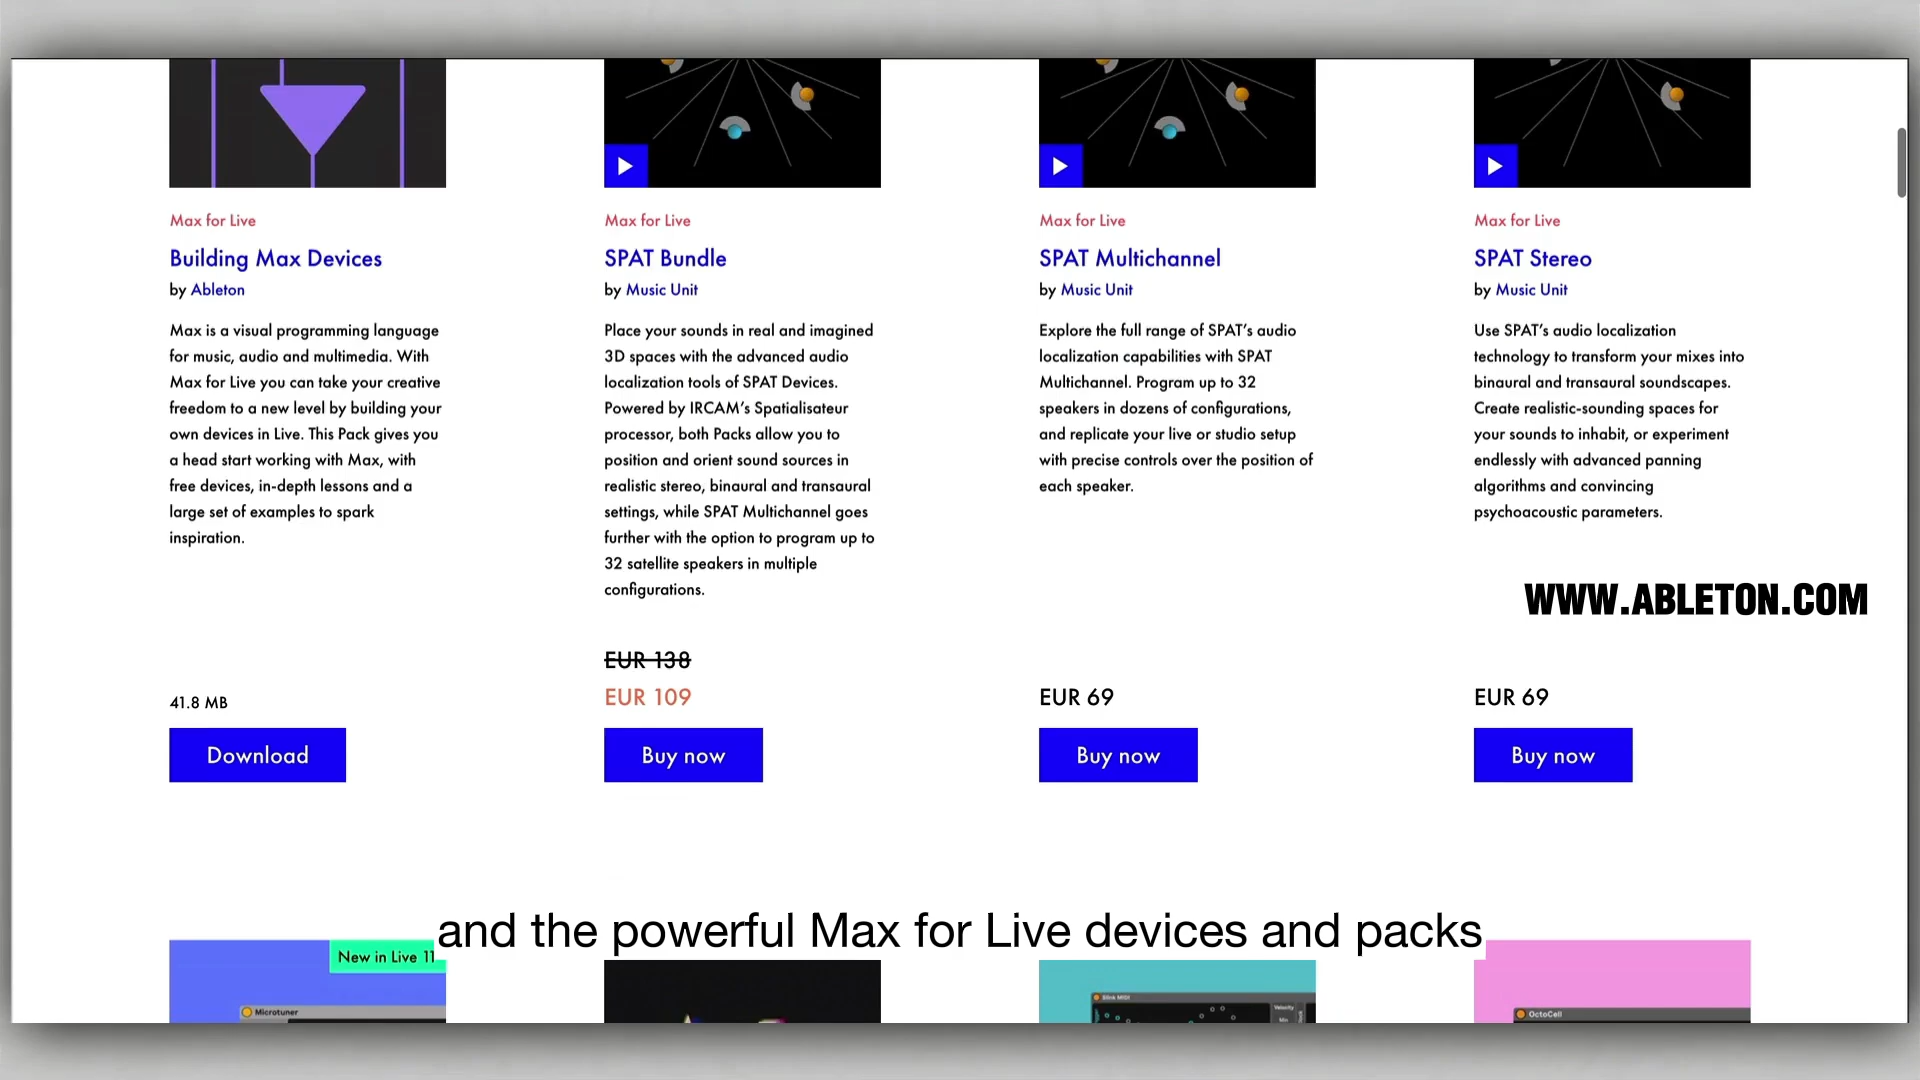 Max for Live
Building Max Devices
by Ableton
Max is a visual programming language
for music, audio and multimedia. With
Max for Live you can take your creative
freedom to a new level by building your
own devices in Live. This Pack gives you
a head start working with Max, with
free devices, in-depth lessons and a
large set of examples to spark
inspiration.
41.8 MB
Download
Max for Live
SPAT Bundle
by Music Unit
Place your sounds in real and imagined
3D spaces with the advanced audio
localization tools of SPAT Devices.
Powered by IRCAM’s Spatialisateur
processor, both Packs allow you to
position and orient sound sources in
realistic stereo, binaural and transaural
settings, while SPAT Multichannel goes
further with the option to program up to
32 satellite speakers in multiple
configurations.
EUR 138
EUR 109
Buy now
Max for Live
SPAT Multichannel
by Music Unit
Explore the full range of SPAT’s audio
localization capabilities with SPAT
Multichannel. Program up to 32
speakers in dozens of configurations,
and replicate your live or studio setup
with precise controls over the position of
each speaker.
EUR 69
Buy now
Max for Live
SPAT Stereo
by Music Unit
Use SPAT’s audio localization
technology to transform your mixes into
binaural and transaural soundscapes.
Create realistic-sounding spaces for
your sounds to inhabit, or experiment
endlessly with advanced panning
algorithms and convincing
psychoacoustic parameters.
WWW.ABLETON.COM
EUR 69
Buy now
and the powerful Max for Live devices and packs
New in Live 11
Microtuner
Blink MIDI
Velocity
Min
OctoCell